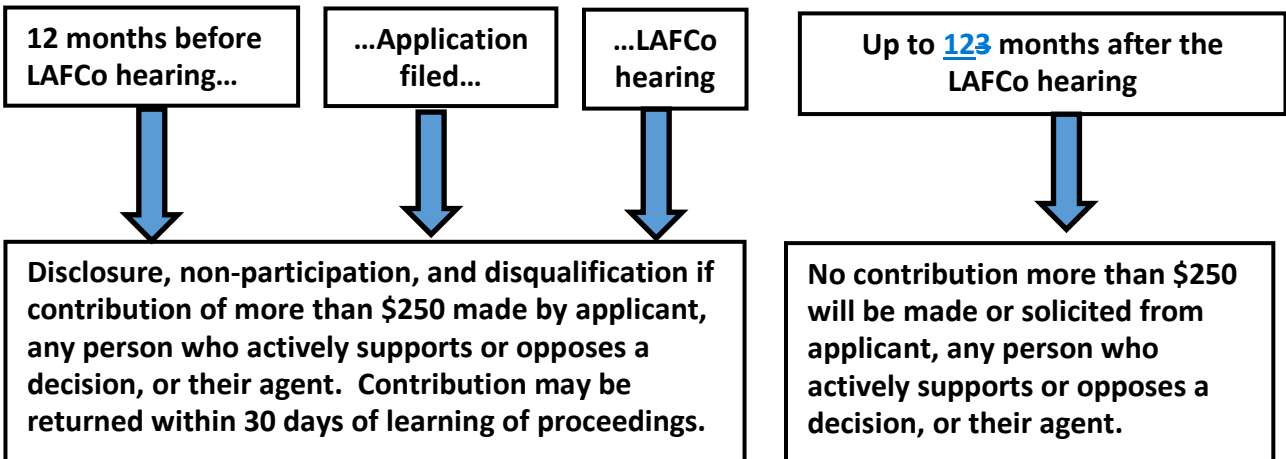 12 months before
LAFCo hearing…
…Application
filed…
…LAFCo
hearing
Up to 123 months after the
LAFCo hearing
Disclosure, non-participation, and disqualification if
contribution of more than $250 made by applicant,
any person who actively supports or opposes a
decision, or their agent.  Contribution may be
returned within 30 days of learning of proceedings.
No contribution more than $250
will be made or solicited from
applicant, any person who
actively supports or opposes a
decision, or their agent.